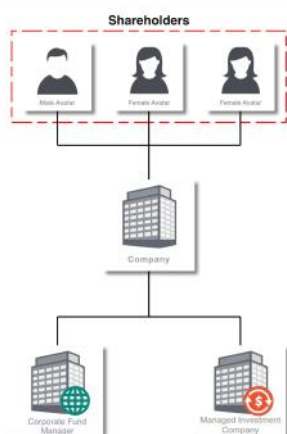 Shareholders
Male Avatar
Female Avatar
Female Avatar
Company
Corporate Fund
Manager
Managed Investment
Company